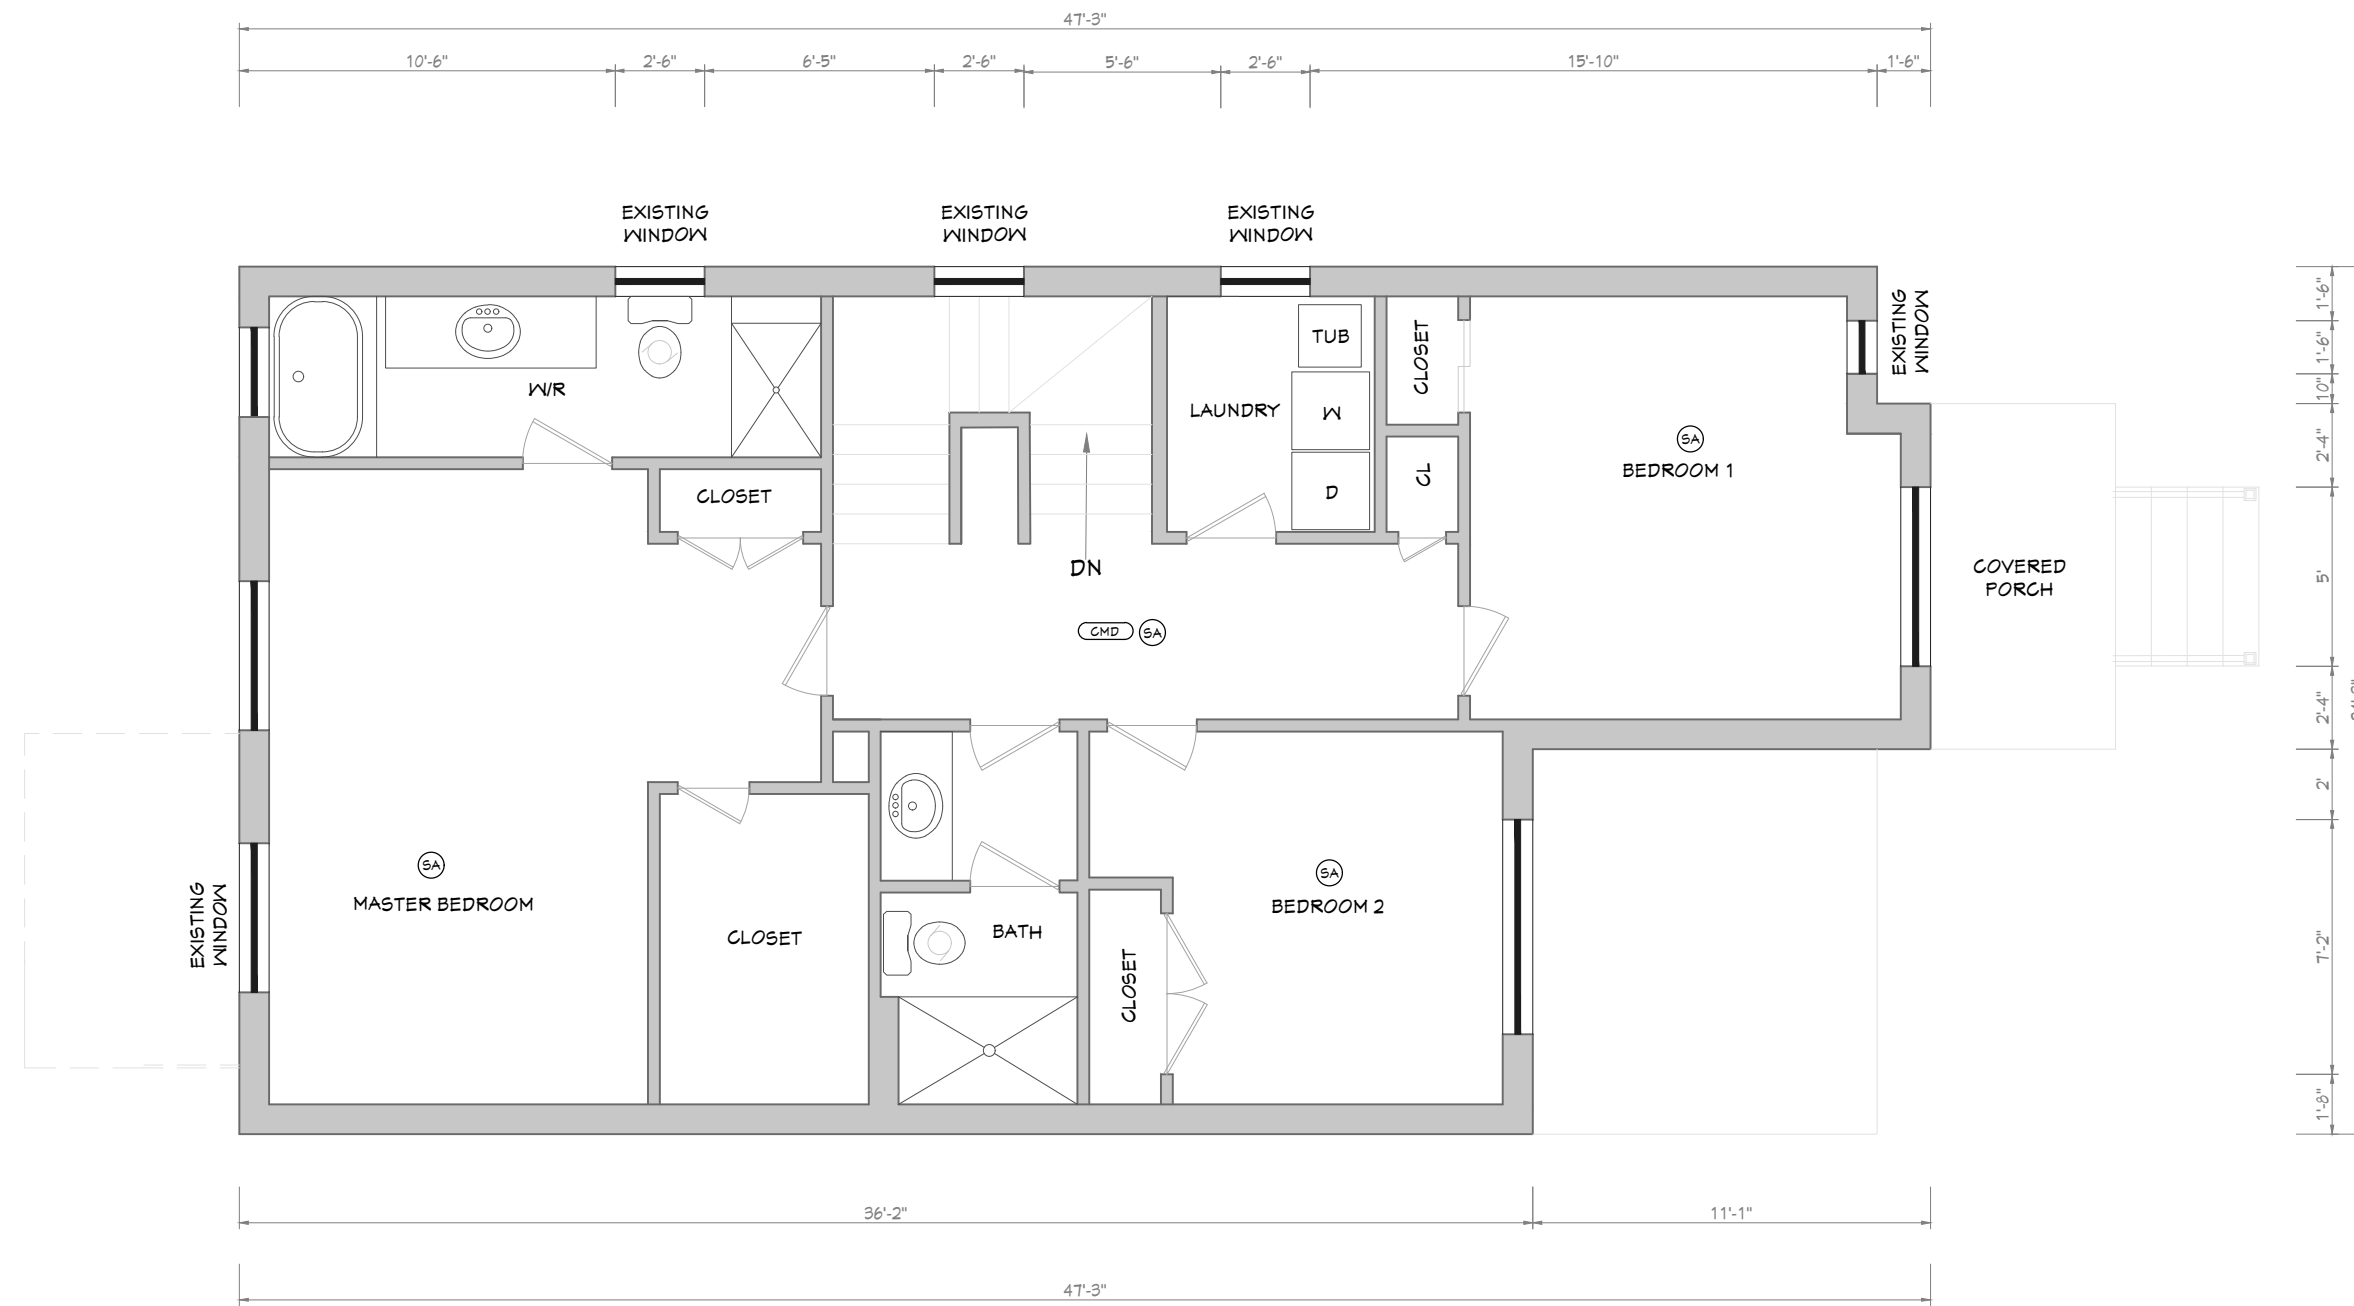 47'-3"
10'-6"
2'-6"
6'-5"
2'-6"
5'-6"
2'-6"
15'-10"
1'-6"
EXISTING
WINDOW
EXISTING
WINDOW
EXISTING
WINDOW
EXISTING
WINDOW
1'-6"
1'-6"
10"
2'-4"
5'
2'-4"
2'
7'-2"
1'-8"
TUB
CLOSET
W/R
LAUNDRY
W
SA
BEDROOM 1
CL
CLOSET
D
DN
COVERED
PORCH
CMD
SA
SA
MASTER BEDROOM
EXISTING
WINDOW
SA
BEDROOM 2
BATH
CLOSET
CLOSET
36'-2"
11'-1"
47'-3"